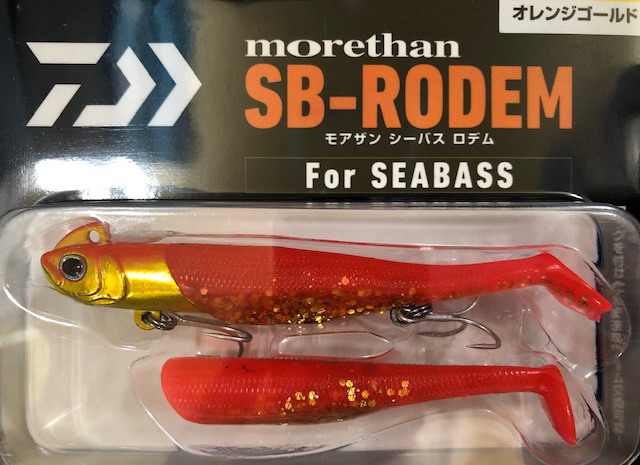 オレンジゴールド
morethan
SB-RODEM
モアザン シーバス ロデム
For SEABASS